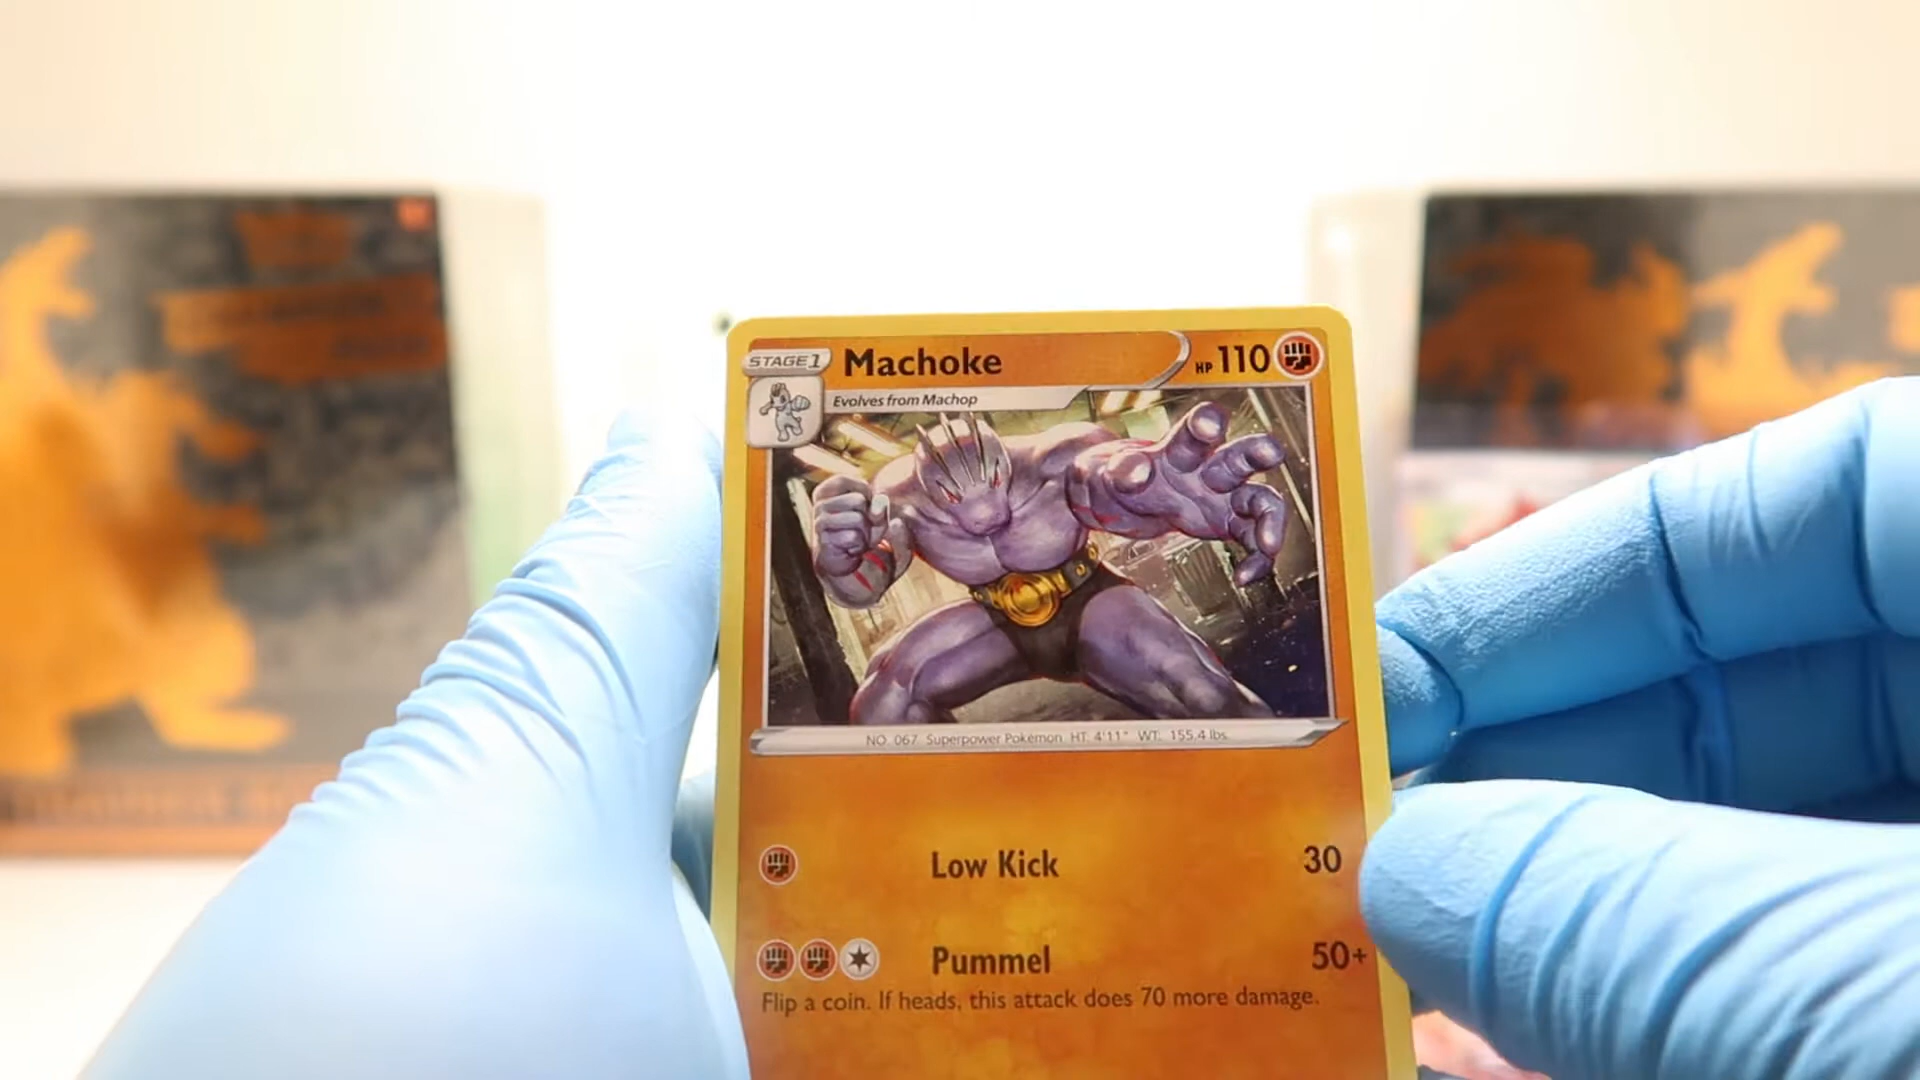 STAGE 1 Machoke HP 110
Evolves from Machop
NO. 067 Superpower Pokémon HT: 4'11" WT: 155.4 lbs.
Low Kick 30
Pummel 50+
Flip a coin. If heads, this attack does 70 more damage.